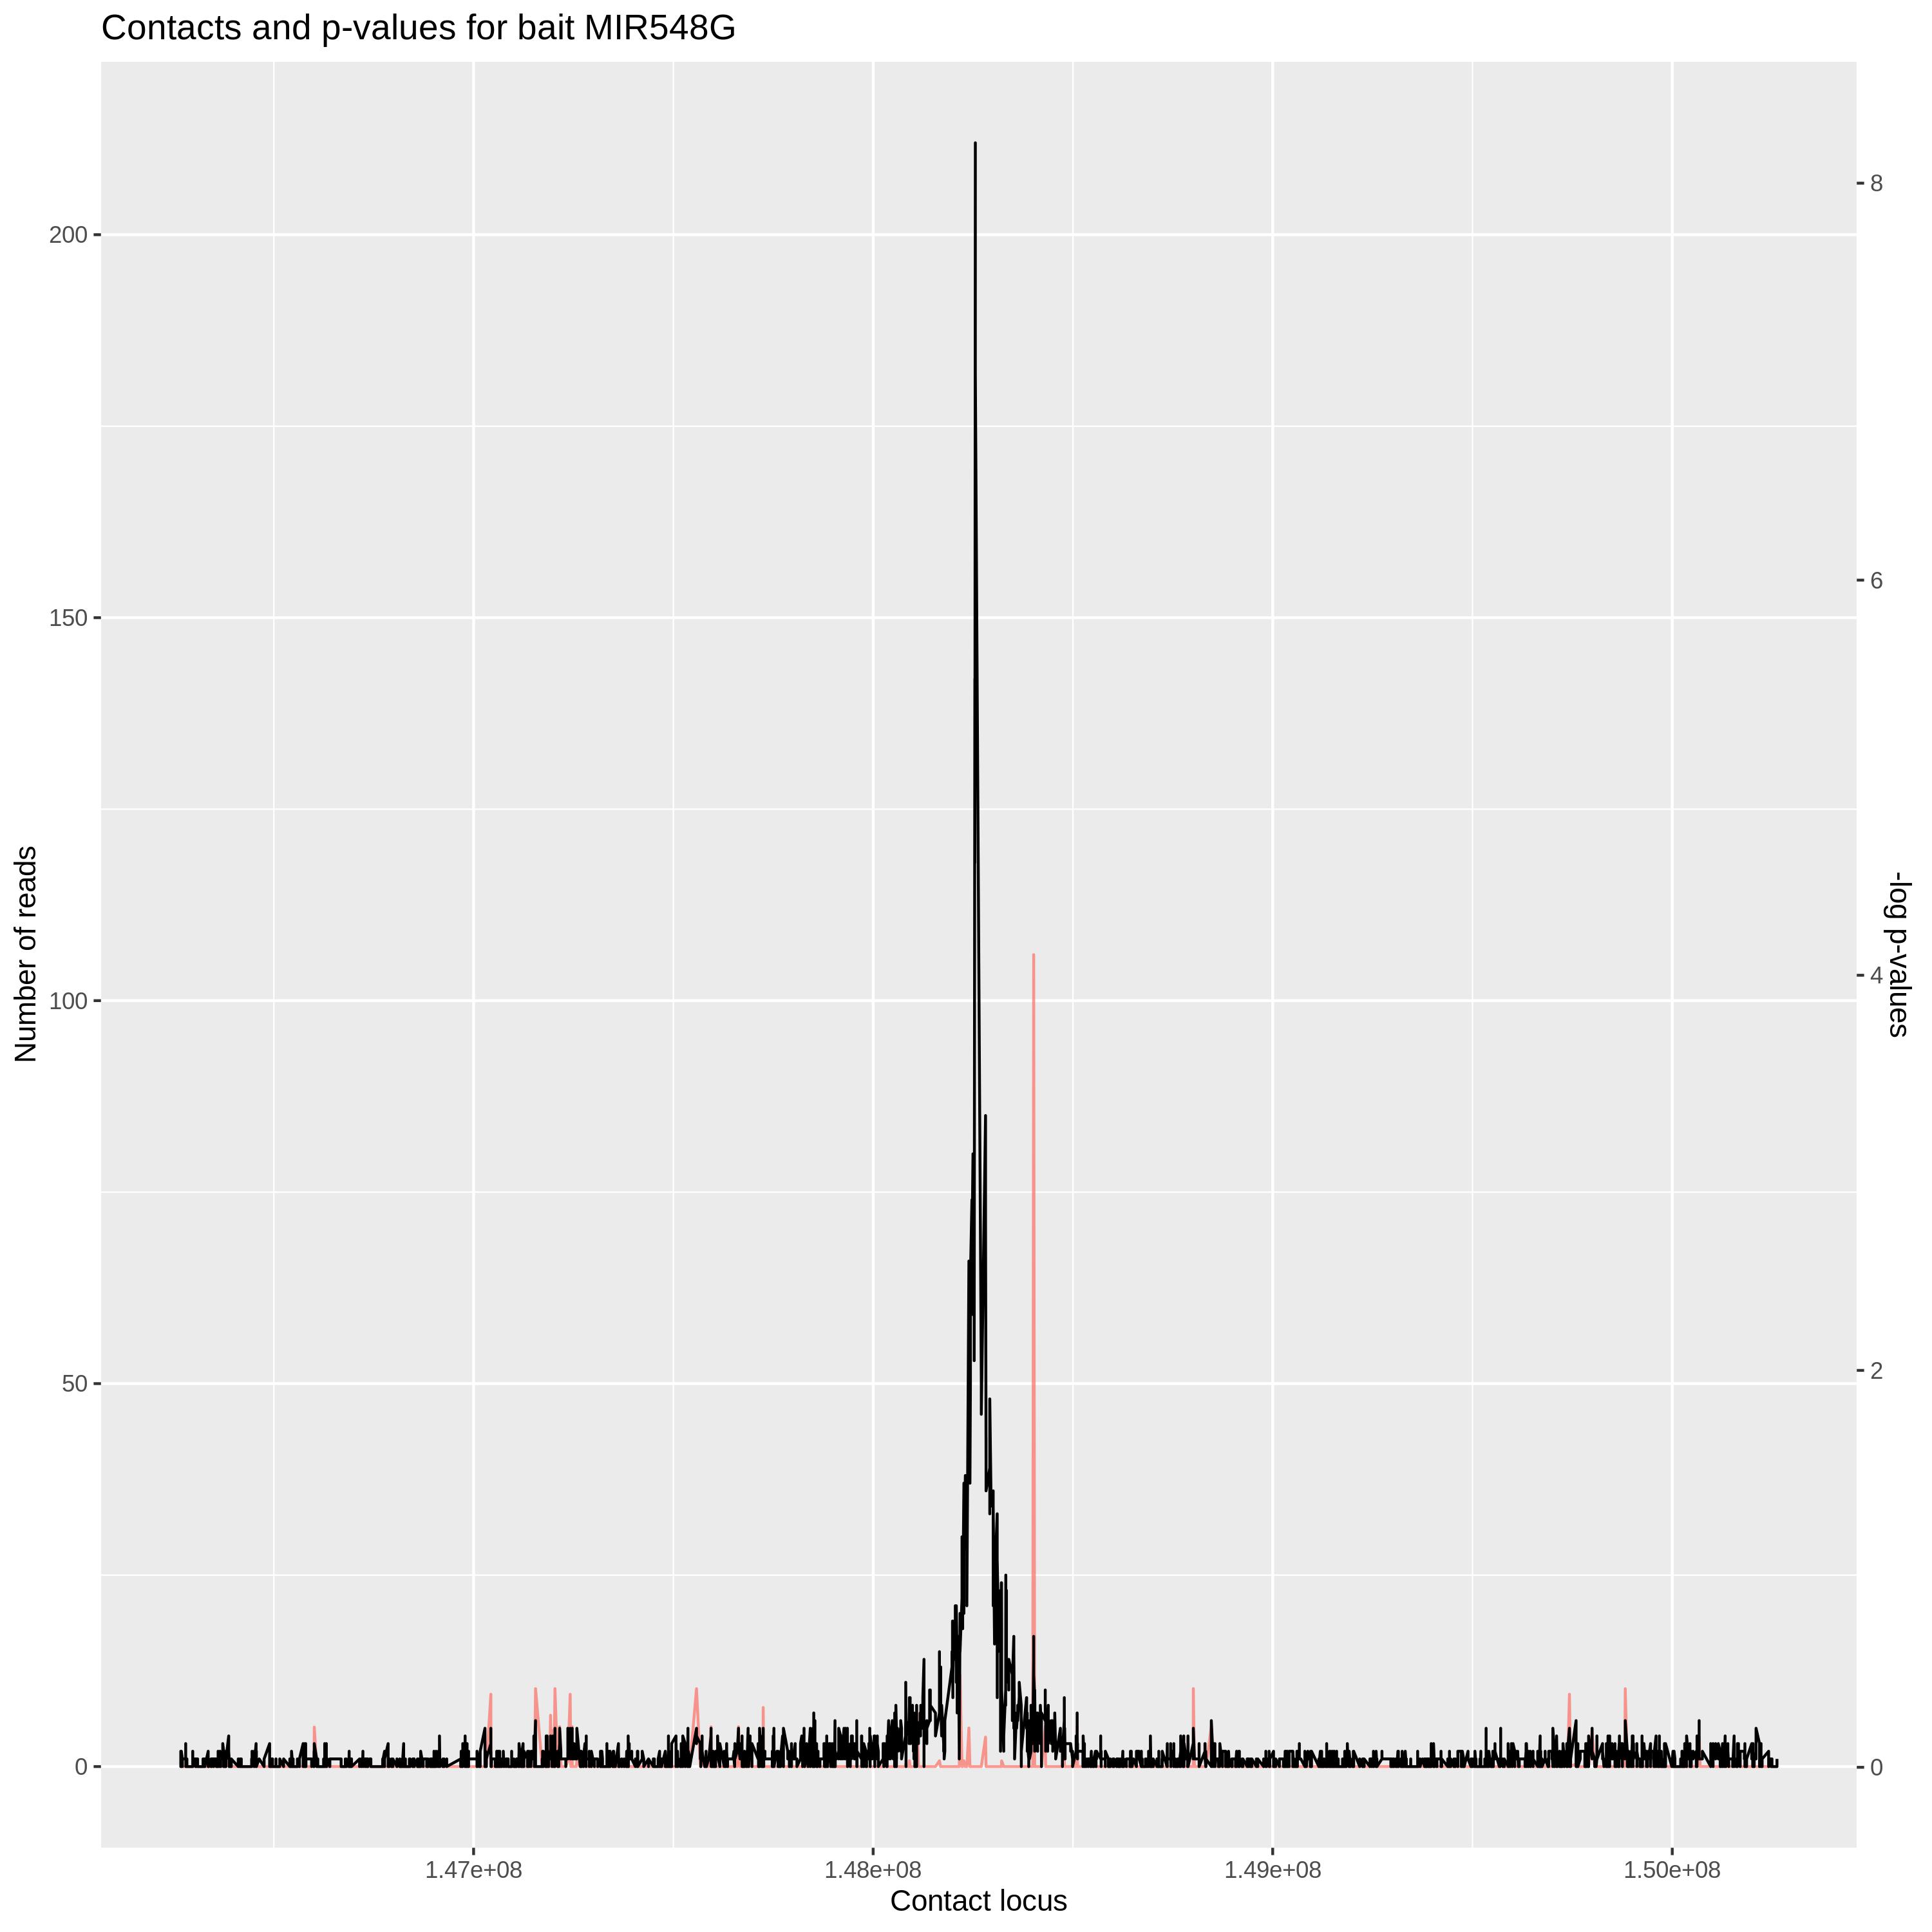 Contacts and p-values for bait MIR548G
Number of reads
200
150
100
50
0
8
6
4
2
0
-log p-values
1.47e+08
1.48e+08
1.49e+08
1.50e+08
Contact locus